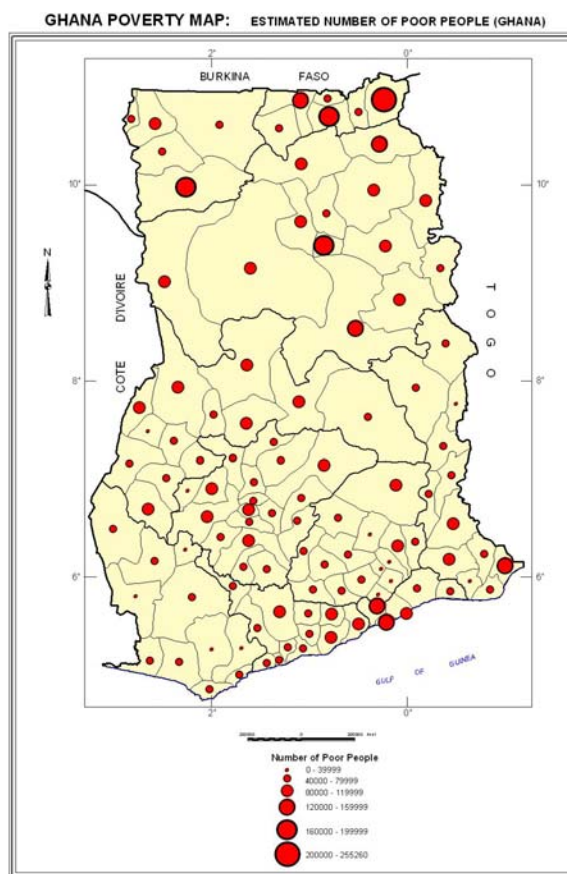 GHANA POVERTY MAP: ESTIMATED NUMBER OF POOR PEOPLE (GHANA)
2° 0°
BURKINA FASO
10° 10°
N
COTE D'IVOIRE
TOGO
8° 8°
6° 6°
GULF OF GUINEA
2° 0°
Number of Poor People
0 - 39999
40000 - 79999
80000 - 119999
120000 - 159999
160000 - 199999
200000 - 255260